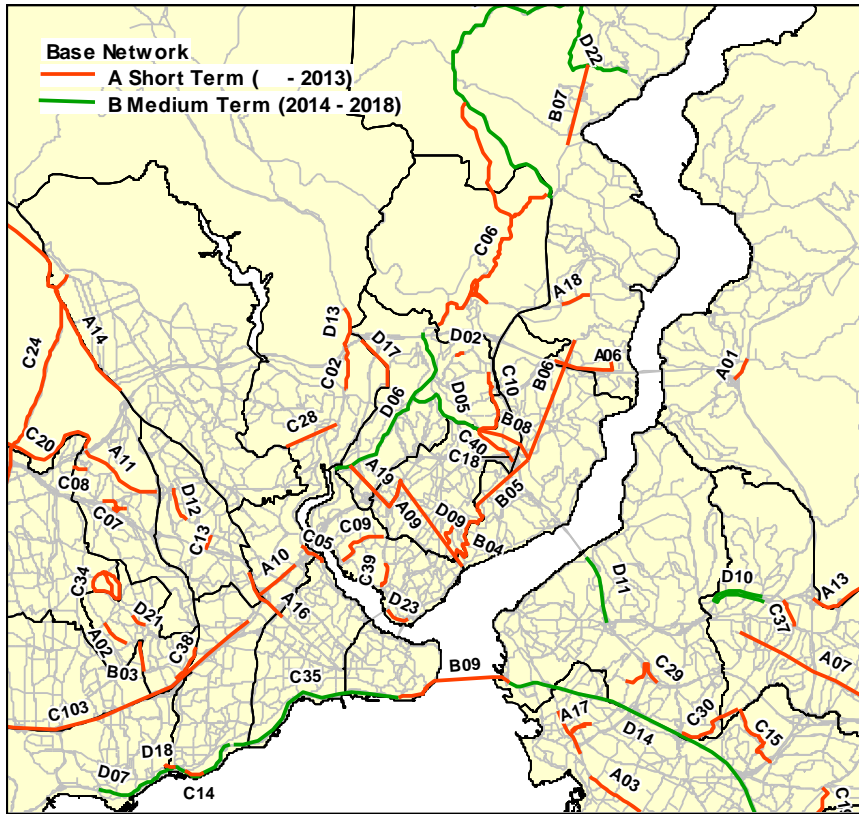 Base Network
A Short Term (    - 2013)
B Medium Term (2014 - 2018)
D22
B07
C06
A18
D13
D02
D17
C02
C10
B06
A06
A01
C24
A14
D06
D05
B08
C28
C40
C18
C20
A11
C08
A19
B05
D12
C07
D09
A09
C13
C09
B04
C05
A10
C39
D11
D10
A13
C34
D21
A16
D23
C37
A02
B03
C38
A07
C35
B09
C29
C103
A17
C30
D14
C15
D18
D07
C14
A03